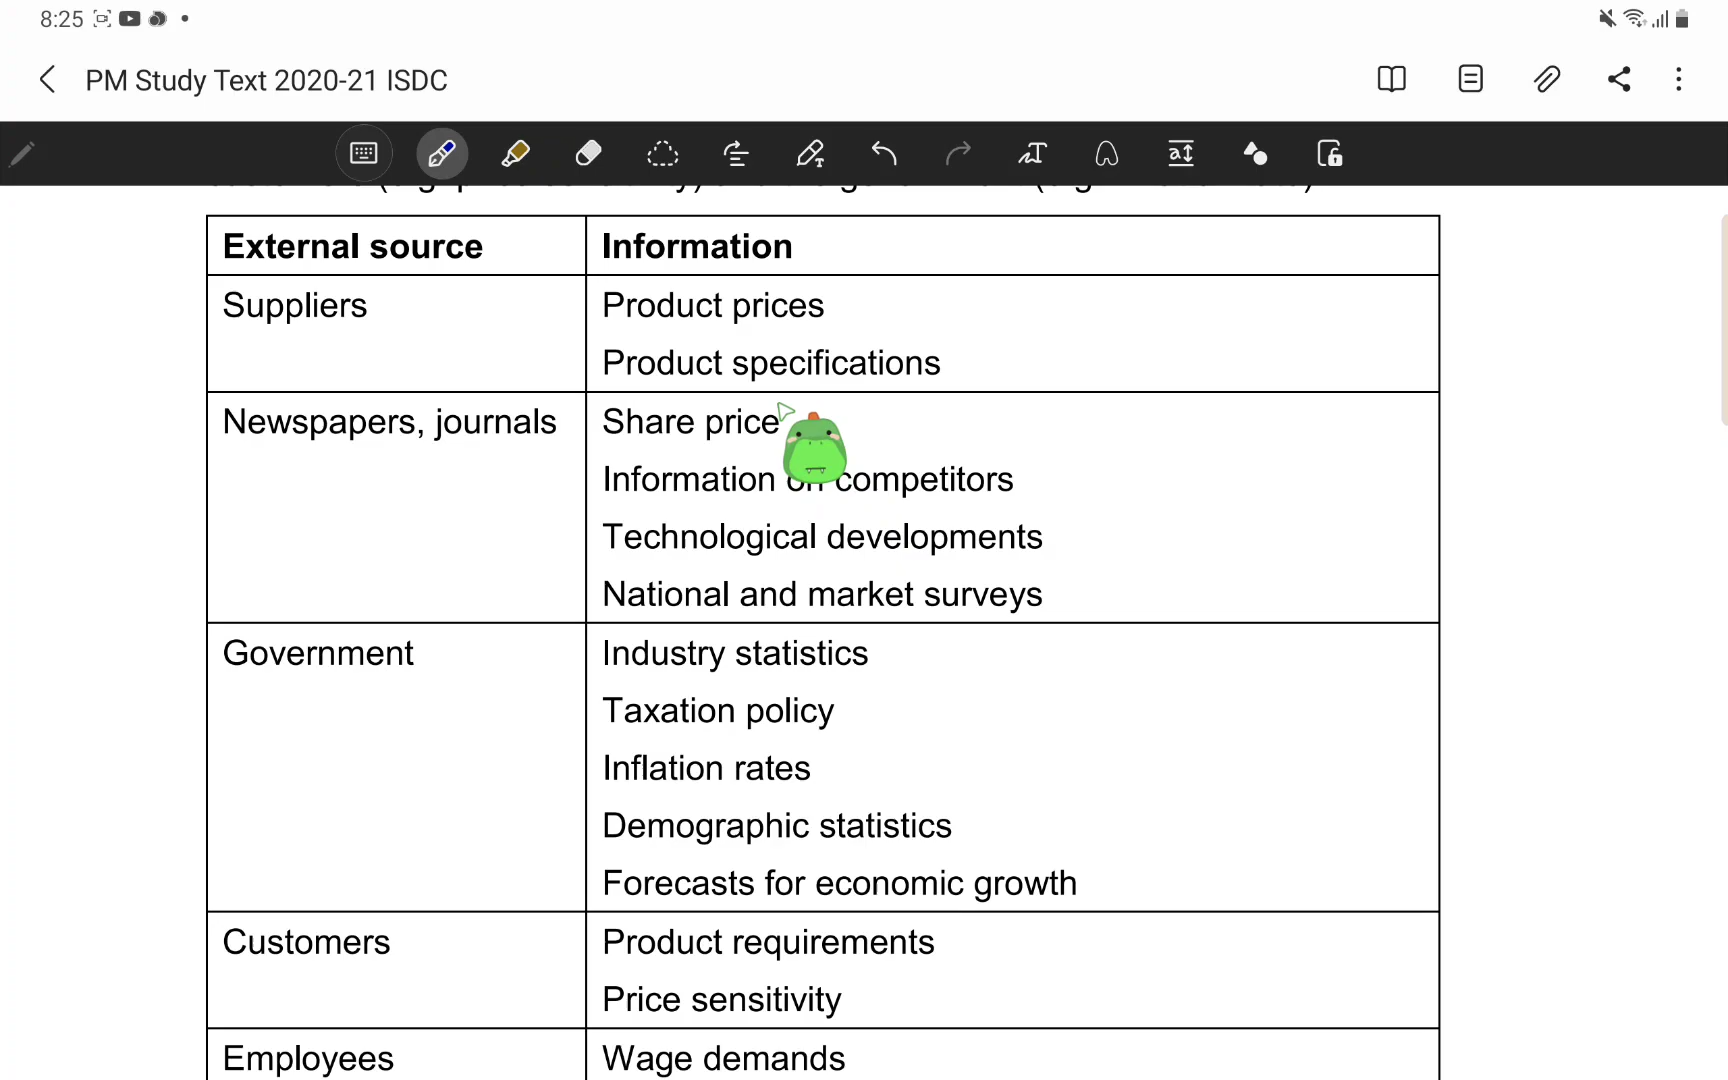 8:25
PM Study Text 2020-21 ISDC
External source Information
Suppliers Product prices
Product specifications
Newspapers, journals Share price
Information on competitors
Technological developments
National and market surveys
Government Industry statistics
Taxation policy
Inflation rates
Demographic statistics
Forecasts for economic growth
Customers Product requirements
Price sensitivity
Employees Wage demands